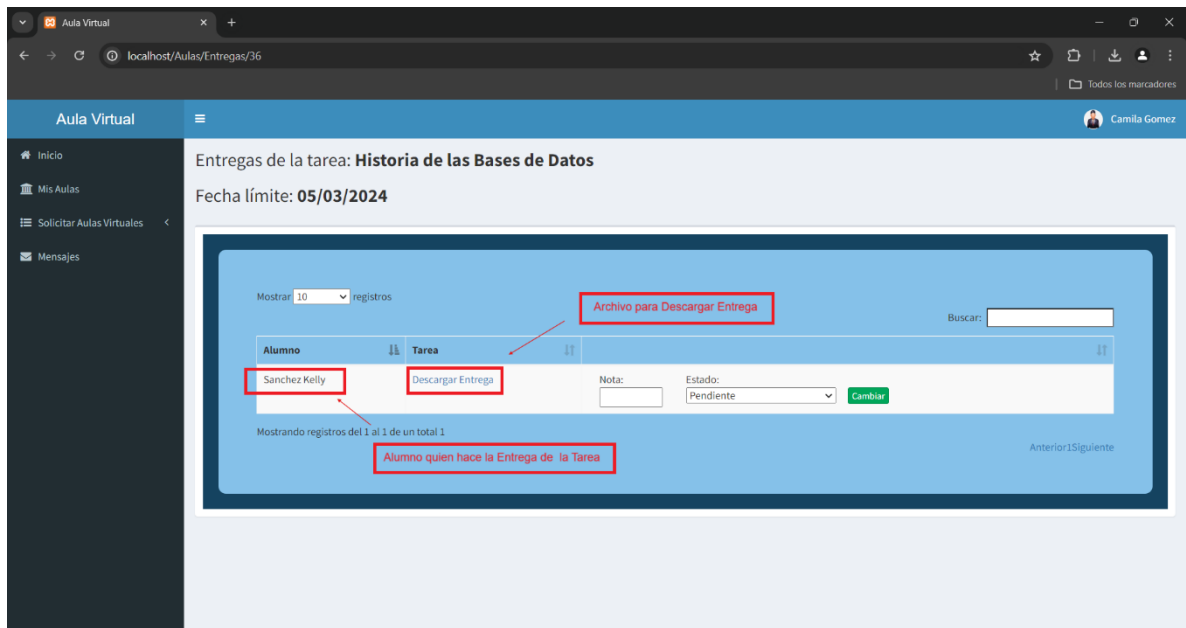 Aula Virtual
localhost/Aulas/Entregas/36
Todos los marcadores
Aula Virtual
Camila Gomez
Inicio
Mis Aulas
Solicitar Aulas Virtuales
Mensajes
Entregas de la tarea: Historia de las Bases de Datos
Fecha límite: 05/03/2024
Mostrar 10 registros
Archivo para Descargar Entrega
Buscar:
Alumno Tarea
Sanchez Kelly Descargar Entrega Nota: Estado:
Pendiente Cambiar
Mostrando registros del 1 al 1 de un total 1
Anterior1Siguiente
Alumno quien hace la Entrega de la Tarea